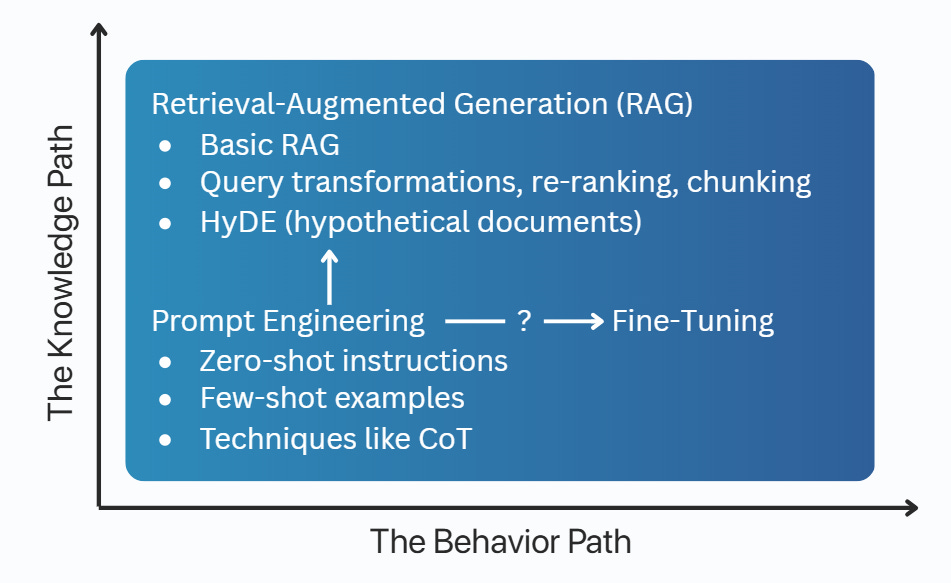 The Knowledge Path
Retrieval-Augmented Generation (RAG)
• Basic RAG
• Query transformations, re-ranking, chunking
• HyDE (hypothetical documents)
Prompt Engineering ? Fine-Tuning
• Zero-shot instructions
• Few-shot examples
• Techniques like CoT
The Behavior Path